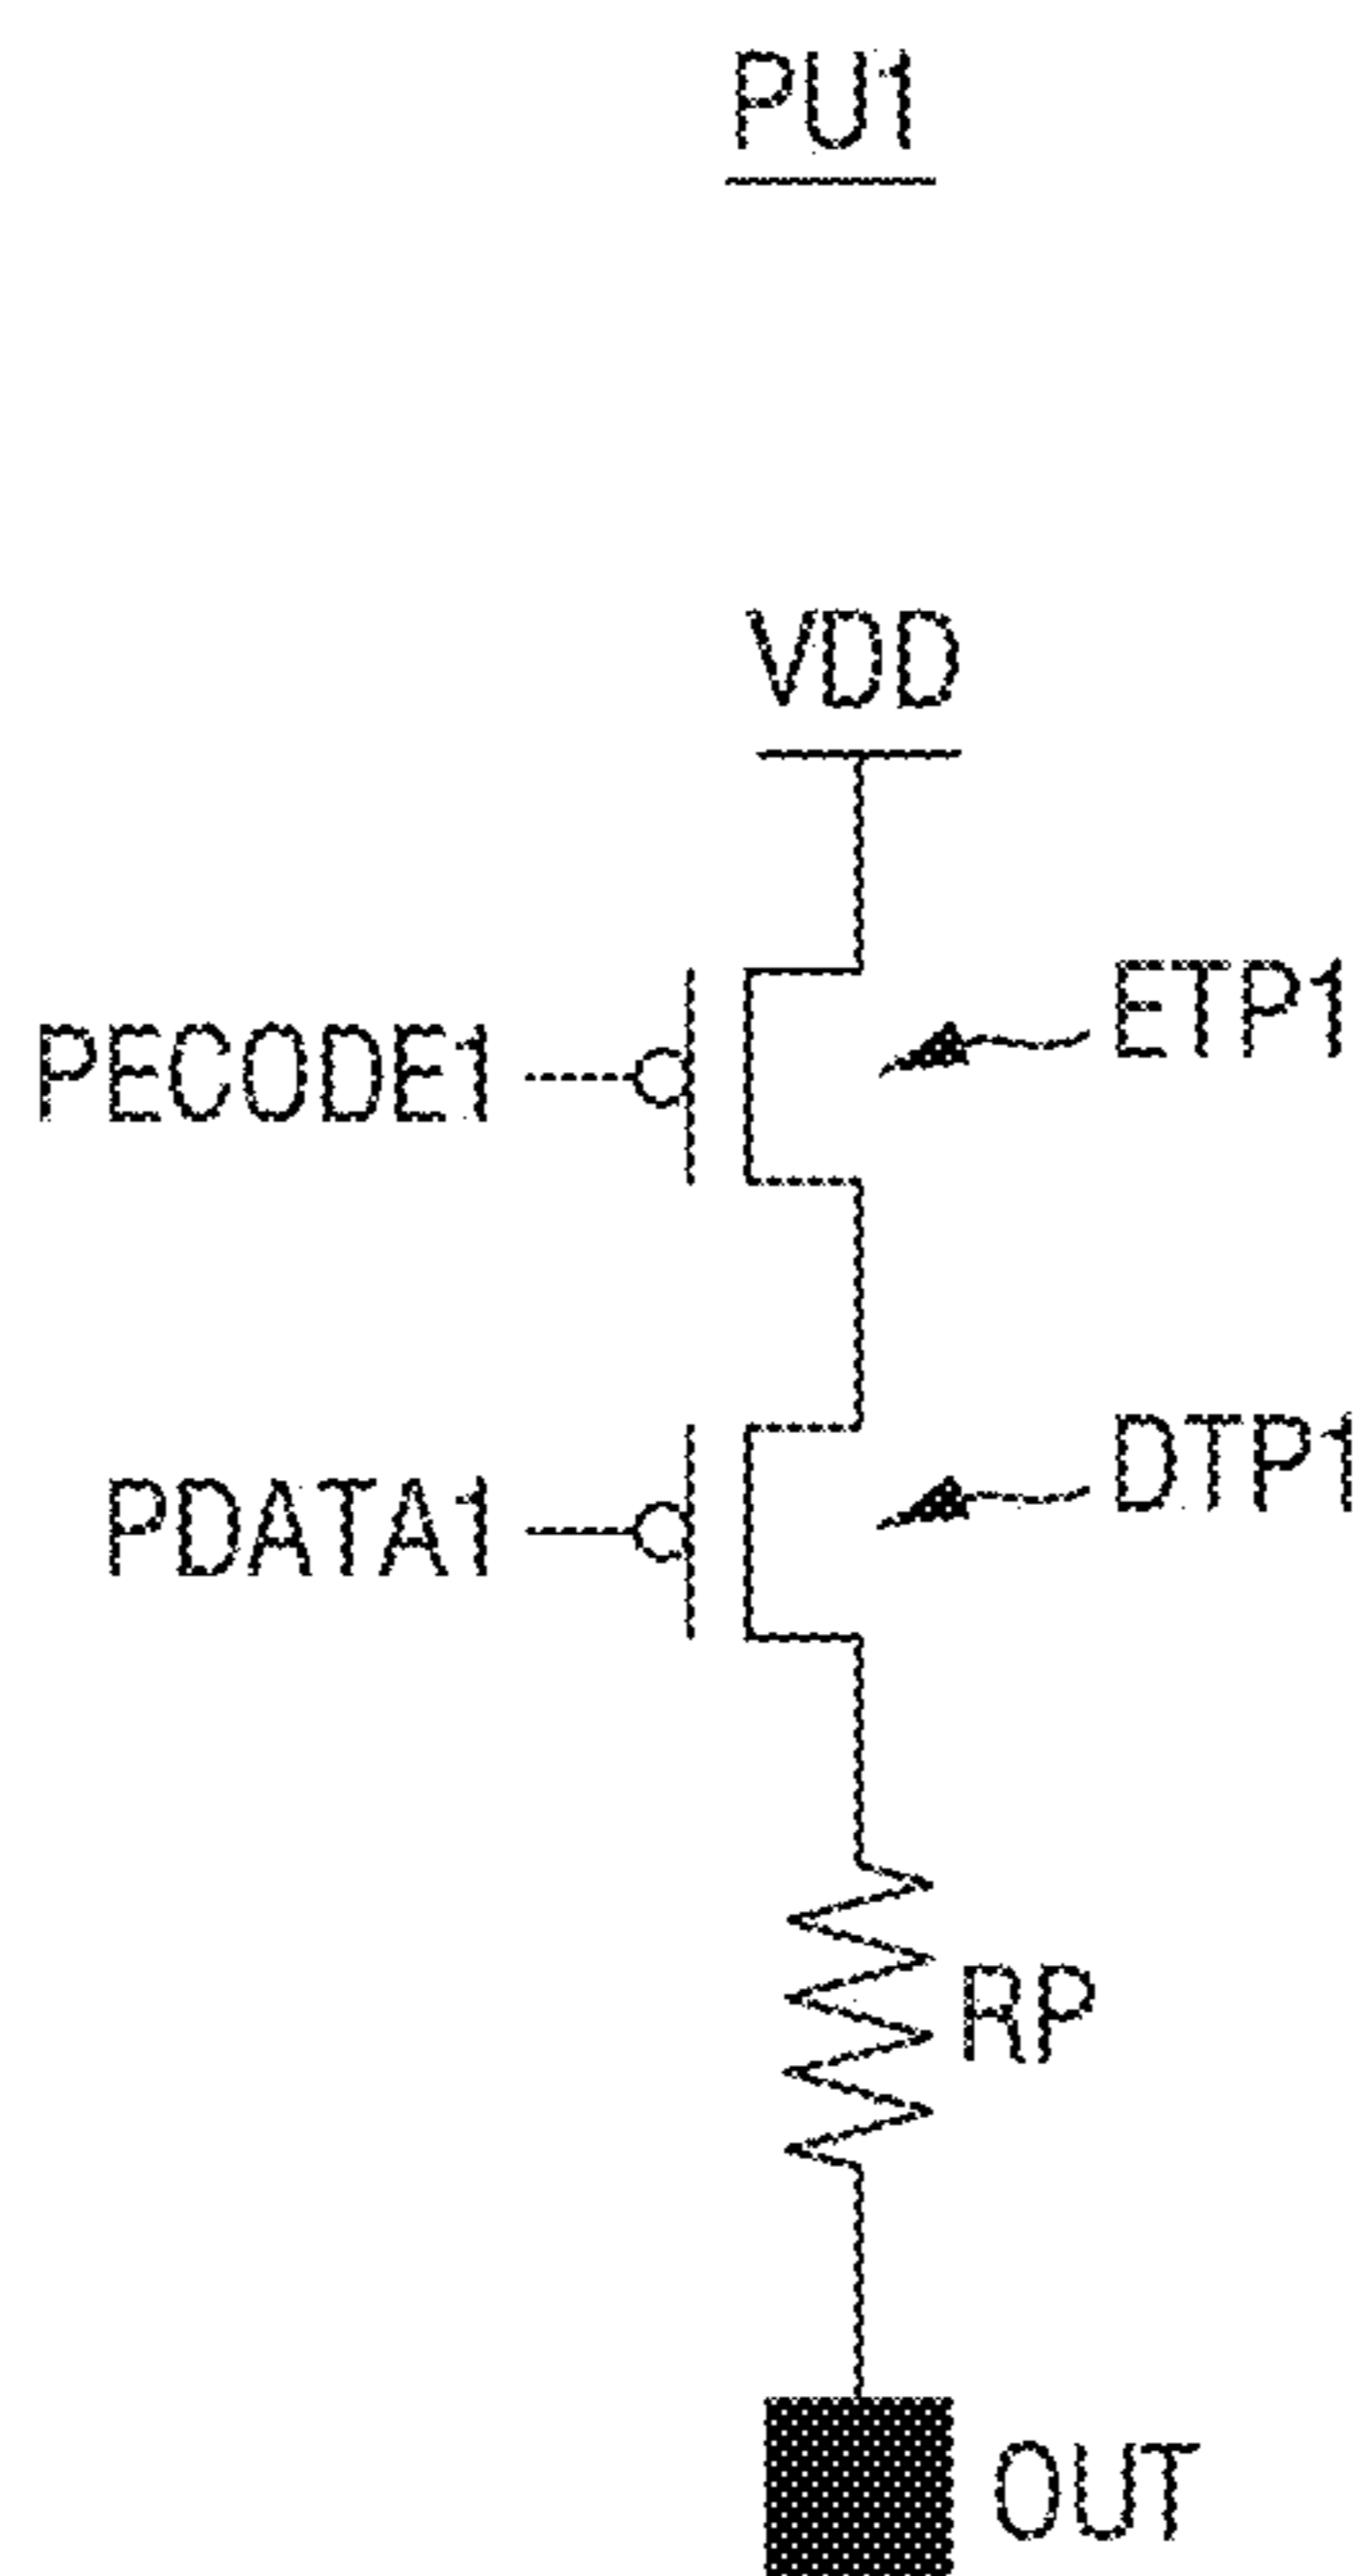 PU1
VDD
ETP1
PECODE1
DTP1
PDATA1
RP
OUT